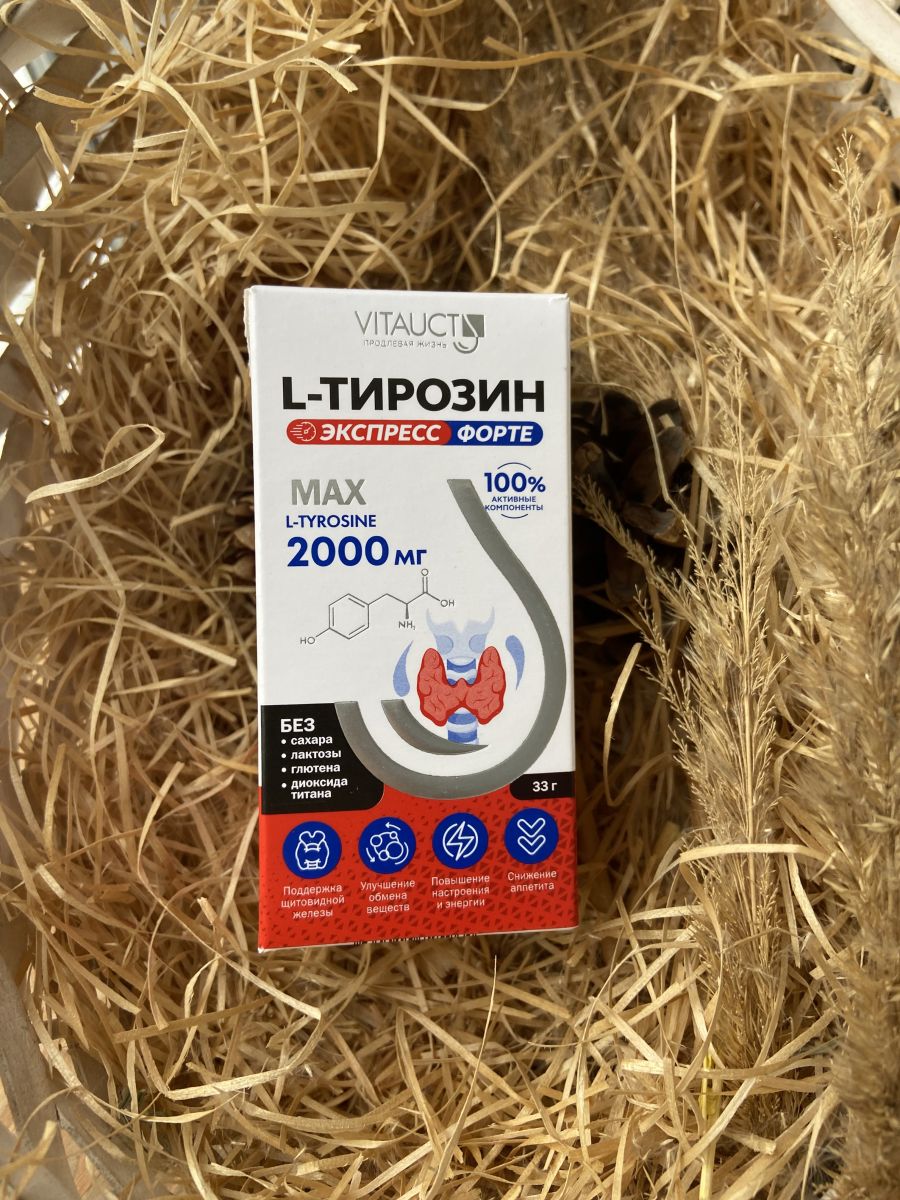 VITAUCT
ПРОДЛЕВАЯ ЖИЗНЬ
L-ТИРОЗИН
ЭКСПРЕСС ФОРТЕ
MAX
L-TYROSINE
2000 мг
100%
АКТИВНЫЕ
КОМПОНЕНТЫ
O
OH
NH₂
HO
БЕЗ
• сахара
• лактозы
• глютена
• диоксида
титана
33 г
Поддержка
щитовидной
железы
Улучшение
обмена
веществ
Повышение
настроения
и энергии
Снижение
аппетита